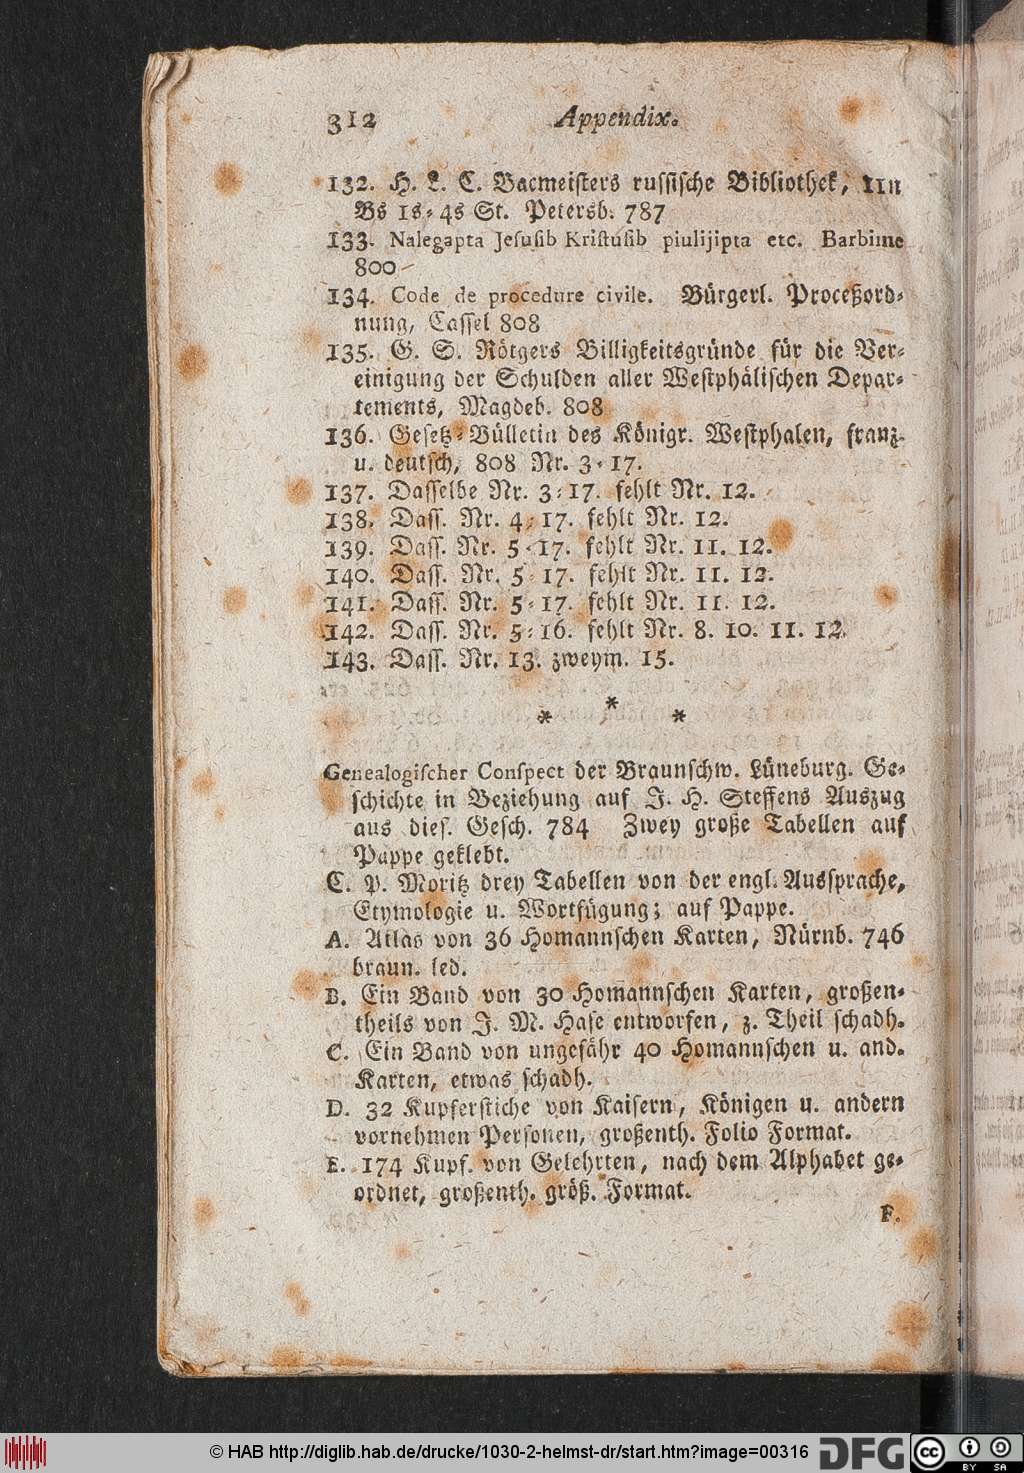 312 Appendix.
132. H. L. C. Bacmeisters russische Bibliothek, 11n
Bs 1s-4s St. Petersb. 787
133. Nalegapta Jesusib Kristusib piulijipta etc. Barbime
800
134. Code de procedure civile. Bürgerl. Proceßord-
nung, Cassel 808
135. G. S. Rötgers Billigkeitsgründe für die Ver-
einigung der Schulden aller Westphälischen Depar-
tements, Magdeb. 808
136. Gesetz-Bülletin des Königr. Westphalen, franz.
u. deutsch, 808 Nr. 3-17.
137. Dasselbe Nr. 3-17. fehlt Nr. 12.
138. Dass. Nr. 4-17. fehlt Nr. 12.
139. Dass. Nr. 5-17. fehlt Nr. 11. 12.
140. Dass. Nr. 5-17. fehlt Nr. 11. 12.
141. Dass. Nr. 5-17. fehlt Nr. 11. 12.
142. Dass. Nr. 5-16. fehlt Nr. 8. 10. 11. 12.
143. Dass. Nr. 13. zweym. 15.
* * *
Genealogischer Conspect der Braunschw. Lüneburg. Ge-
schichte in Beziehung auf J. H. Steffens Auszug
aus dies. Gesch. 784 Zwey große Tabellen auf
Pappe geklebt.
C. P. Moritz drey Tabellen von der engl. Aussprache,
Etymologie u. Wortfügung; auf Pappe.
A. Atlas von 36 Homannschen Karten, Nürnb. 746
braun. led.
B. Ein Band von 30 Homannschen Karten, großen-
theils von J. M. Hase entworfen, z. Theil schadh.
C. Ein Band von ungefähr 40 Homannschen u. and.
Karten, etwas schadh.
D. 32 Kupferstiche von Kaisern, Königen u. andern
vornehmen Personen, großenth. Folio Format.
E. 174 Kupf. von Gelehrten, nach dem Alphabet ge-
ordnet, großenth. größ. Format.
F.
© HAB http://diglib.hab.de/drucke/1030-2-helmst-dr/start.htm?image=00316 DFG cc BY SA